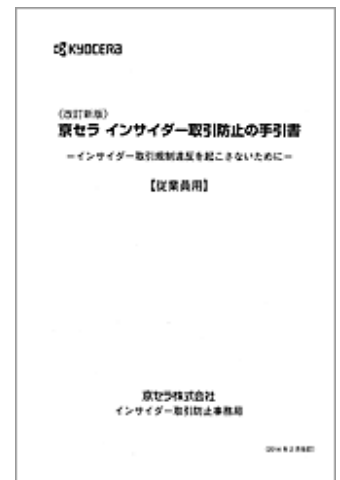 KYOCERA
〈改訂新版〉
京セラ インサイダー取引防止の手引書
－インサイダー取引規制違反を起こさないために－
【従業員用】
京セラ株式会社
インサイダー取引防止事務局